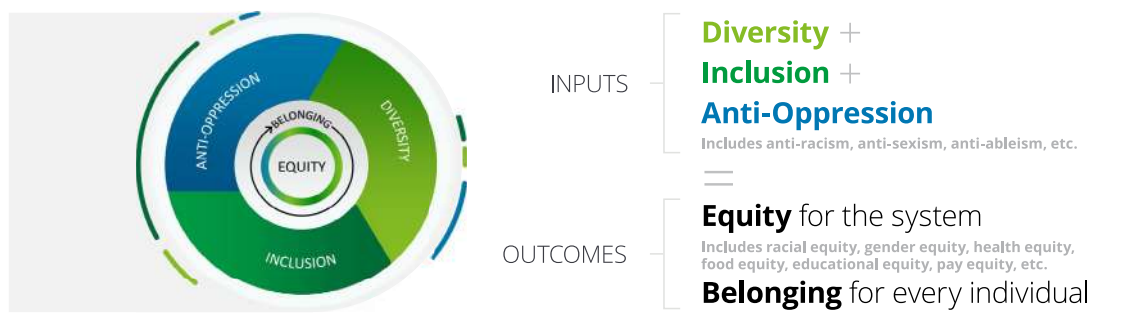 ANTI-OPPRESSION
DIVERSITY
BELONGING
EQUITY
INCLUSION
INPUTS
Diversity +
Inclusion +
Anti-Oppression
Includes anti-racism, anti-sexism, anti-ableism, etc.
=
OUTCOMES
Equity for the system
Includes racial equity, gender equity, health equity,
food equity, educational equity, pay equity, etc.
Belonging for every individual